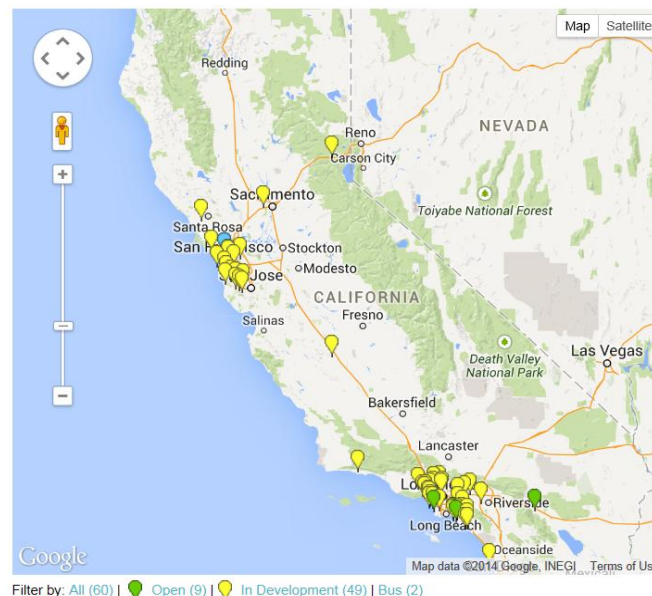 Map Satellite
Redding
Reno
NEVADA
Carson City
Sacramento
Toiyabe National Forest
Santa Rosa
San Francisco
Stockton
San Jose
Modesto
CALIFORNIA
Salinas
Fresno
Las Vegas
Death Valley
National Park
Bakersfield
Lancaster
Riverside
Long Beach
Oceanside
Google
Map data ©2014 Google, INEGI Terms of Us
Filter by: All (60) | Open (9) | In Development (49) | Bus (2)